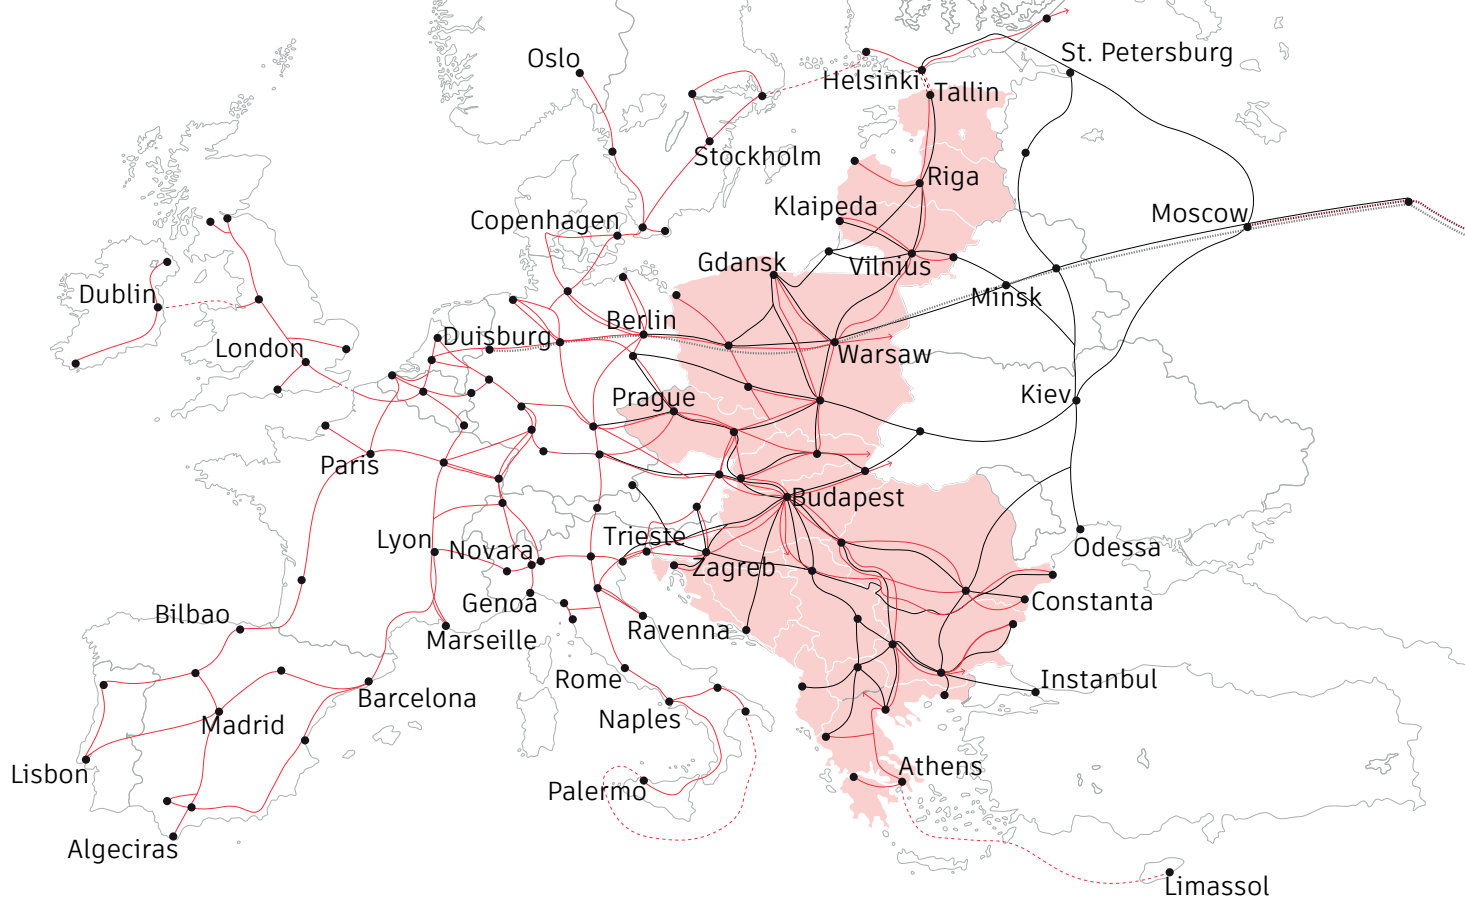 Oslo
St. Petersburg
Helsinki
Tallin
Stockholm
Riga
Klaipeda
Copenhagen
Moscow
Gdansk
Vilnius
Dublin
Minsk
Berlin
Duisburg
London
Warsaw
Prague
Kiev
Paris
Budapest
Trieste
Lyon
Novara
Odessa
Zagreb
Genoa
Constanta
Bilbao
Ravenna
Marseille
Rome
Instanbul
Barcelona
Naples
Madrid
Athens
Lisbon
Palermo
Algeciras
Limassol